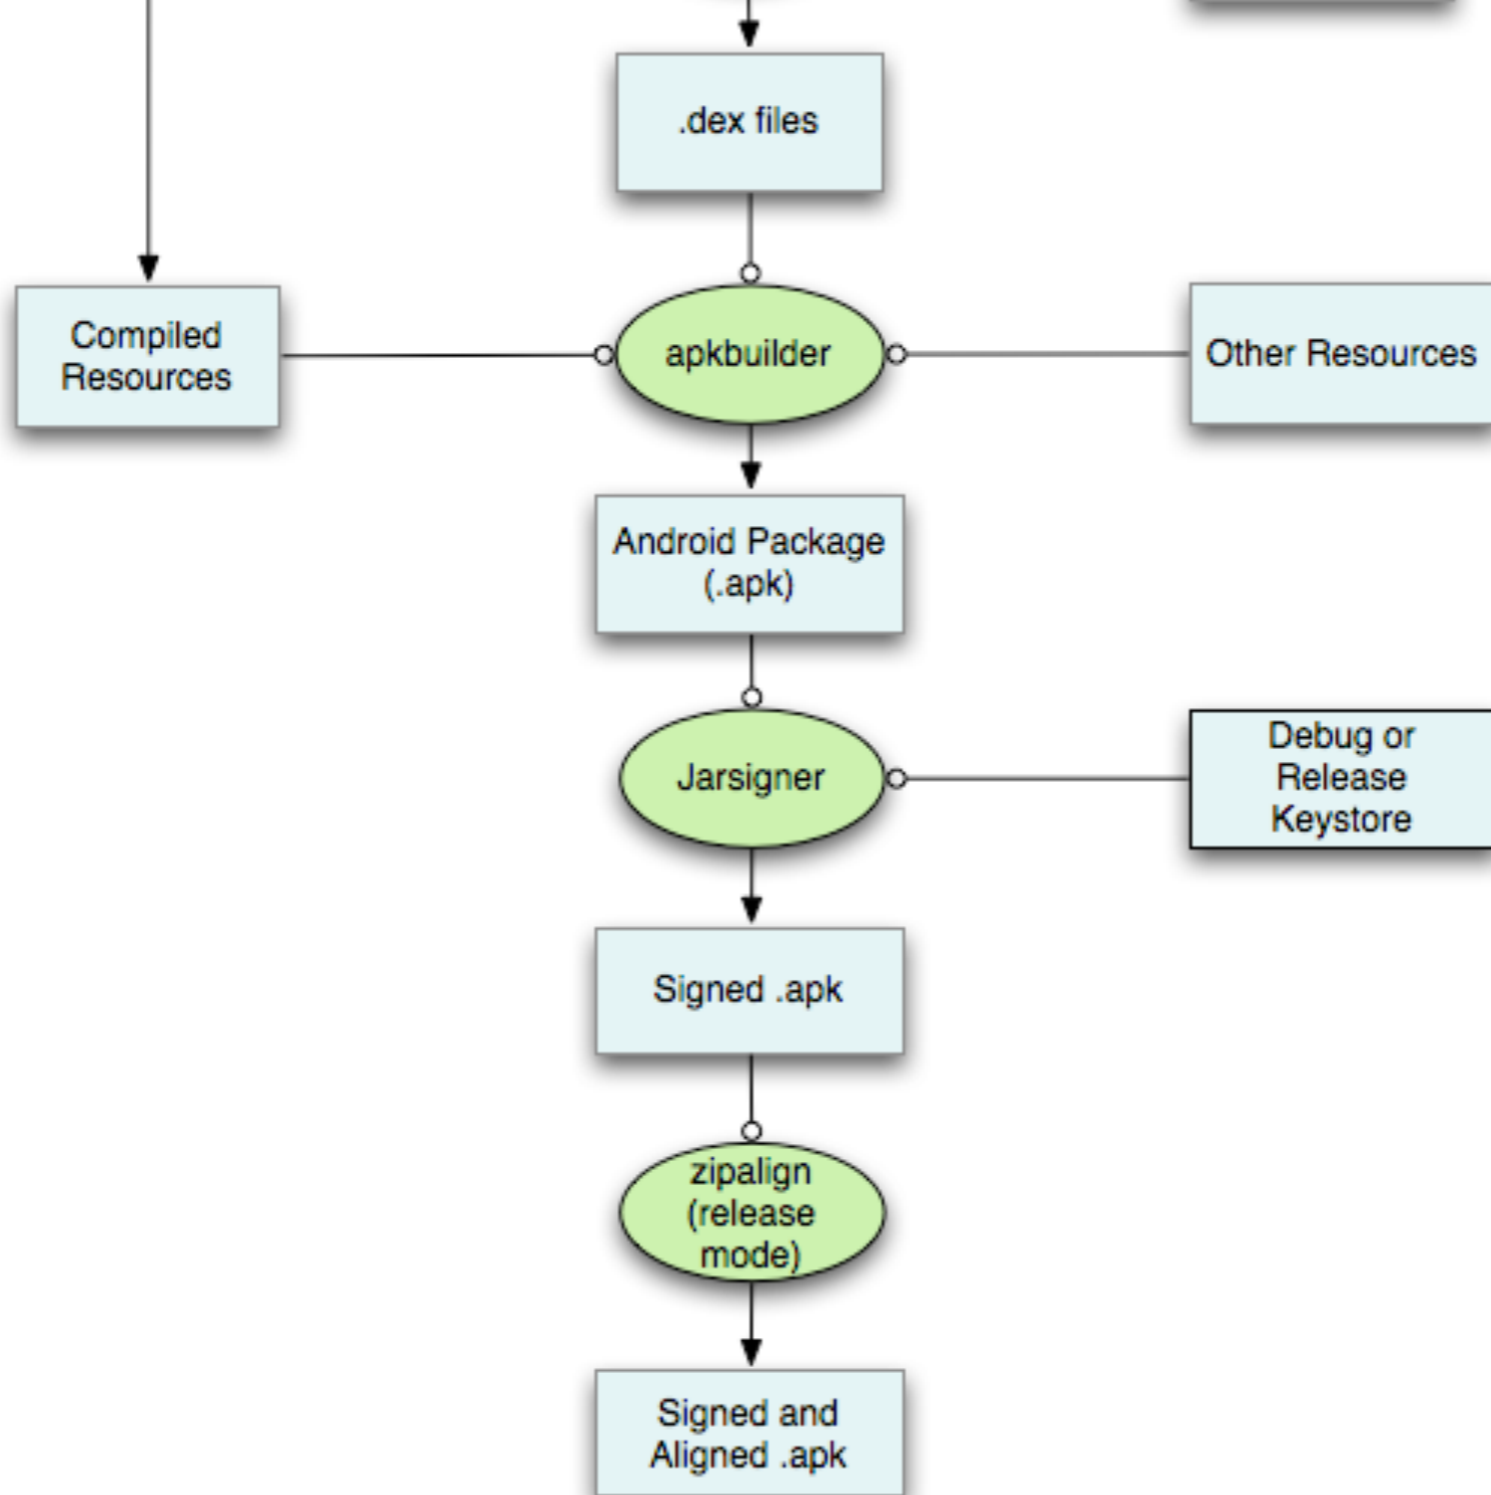 .dex files
Compiled
Resources
apkbuilder
Other Resources
Android Package
(.apk)
Jarsigner
Debug or
Release
Keystore
Signed .apk
zipalign
(release
mode)
Signed and
Aligned .apk